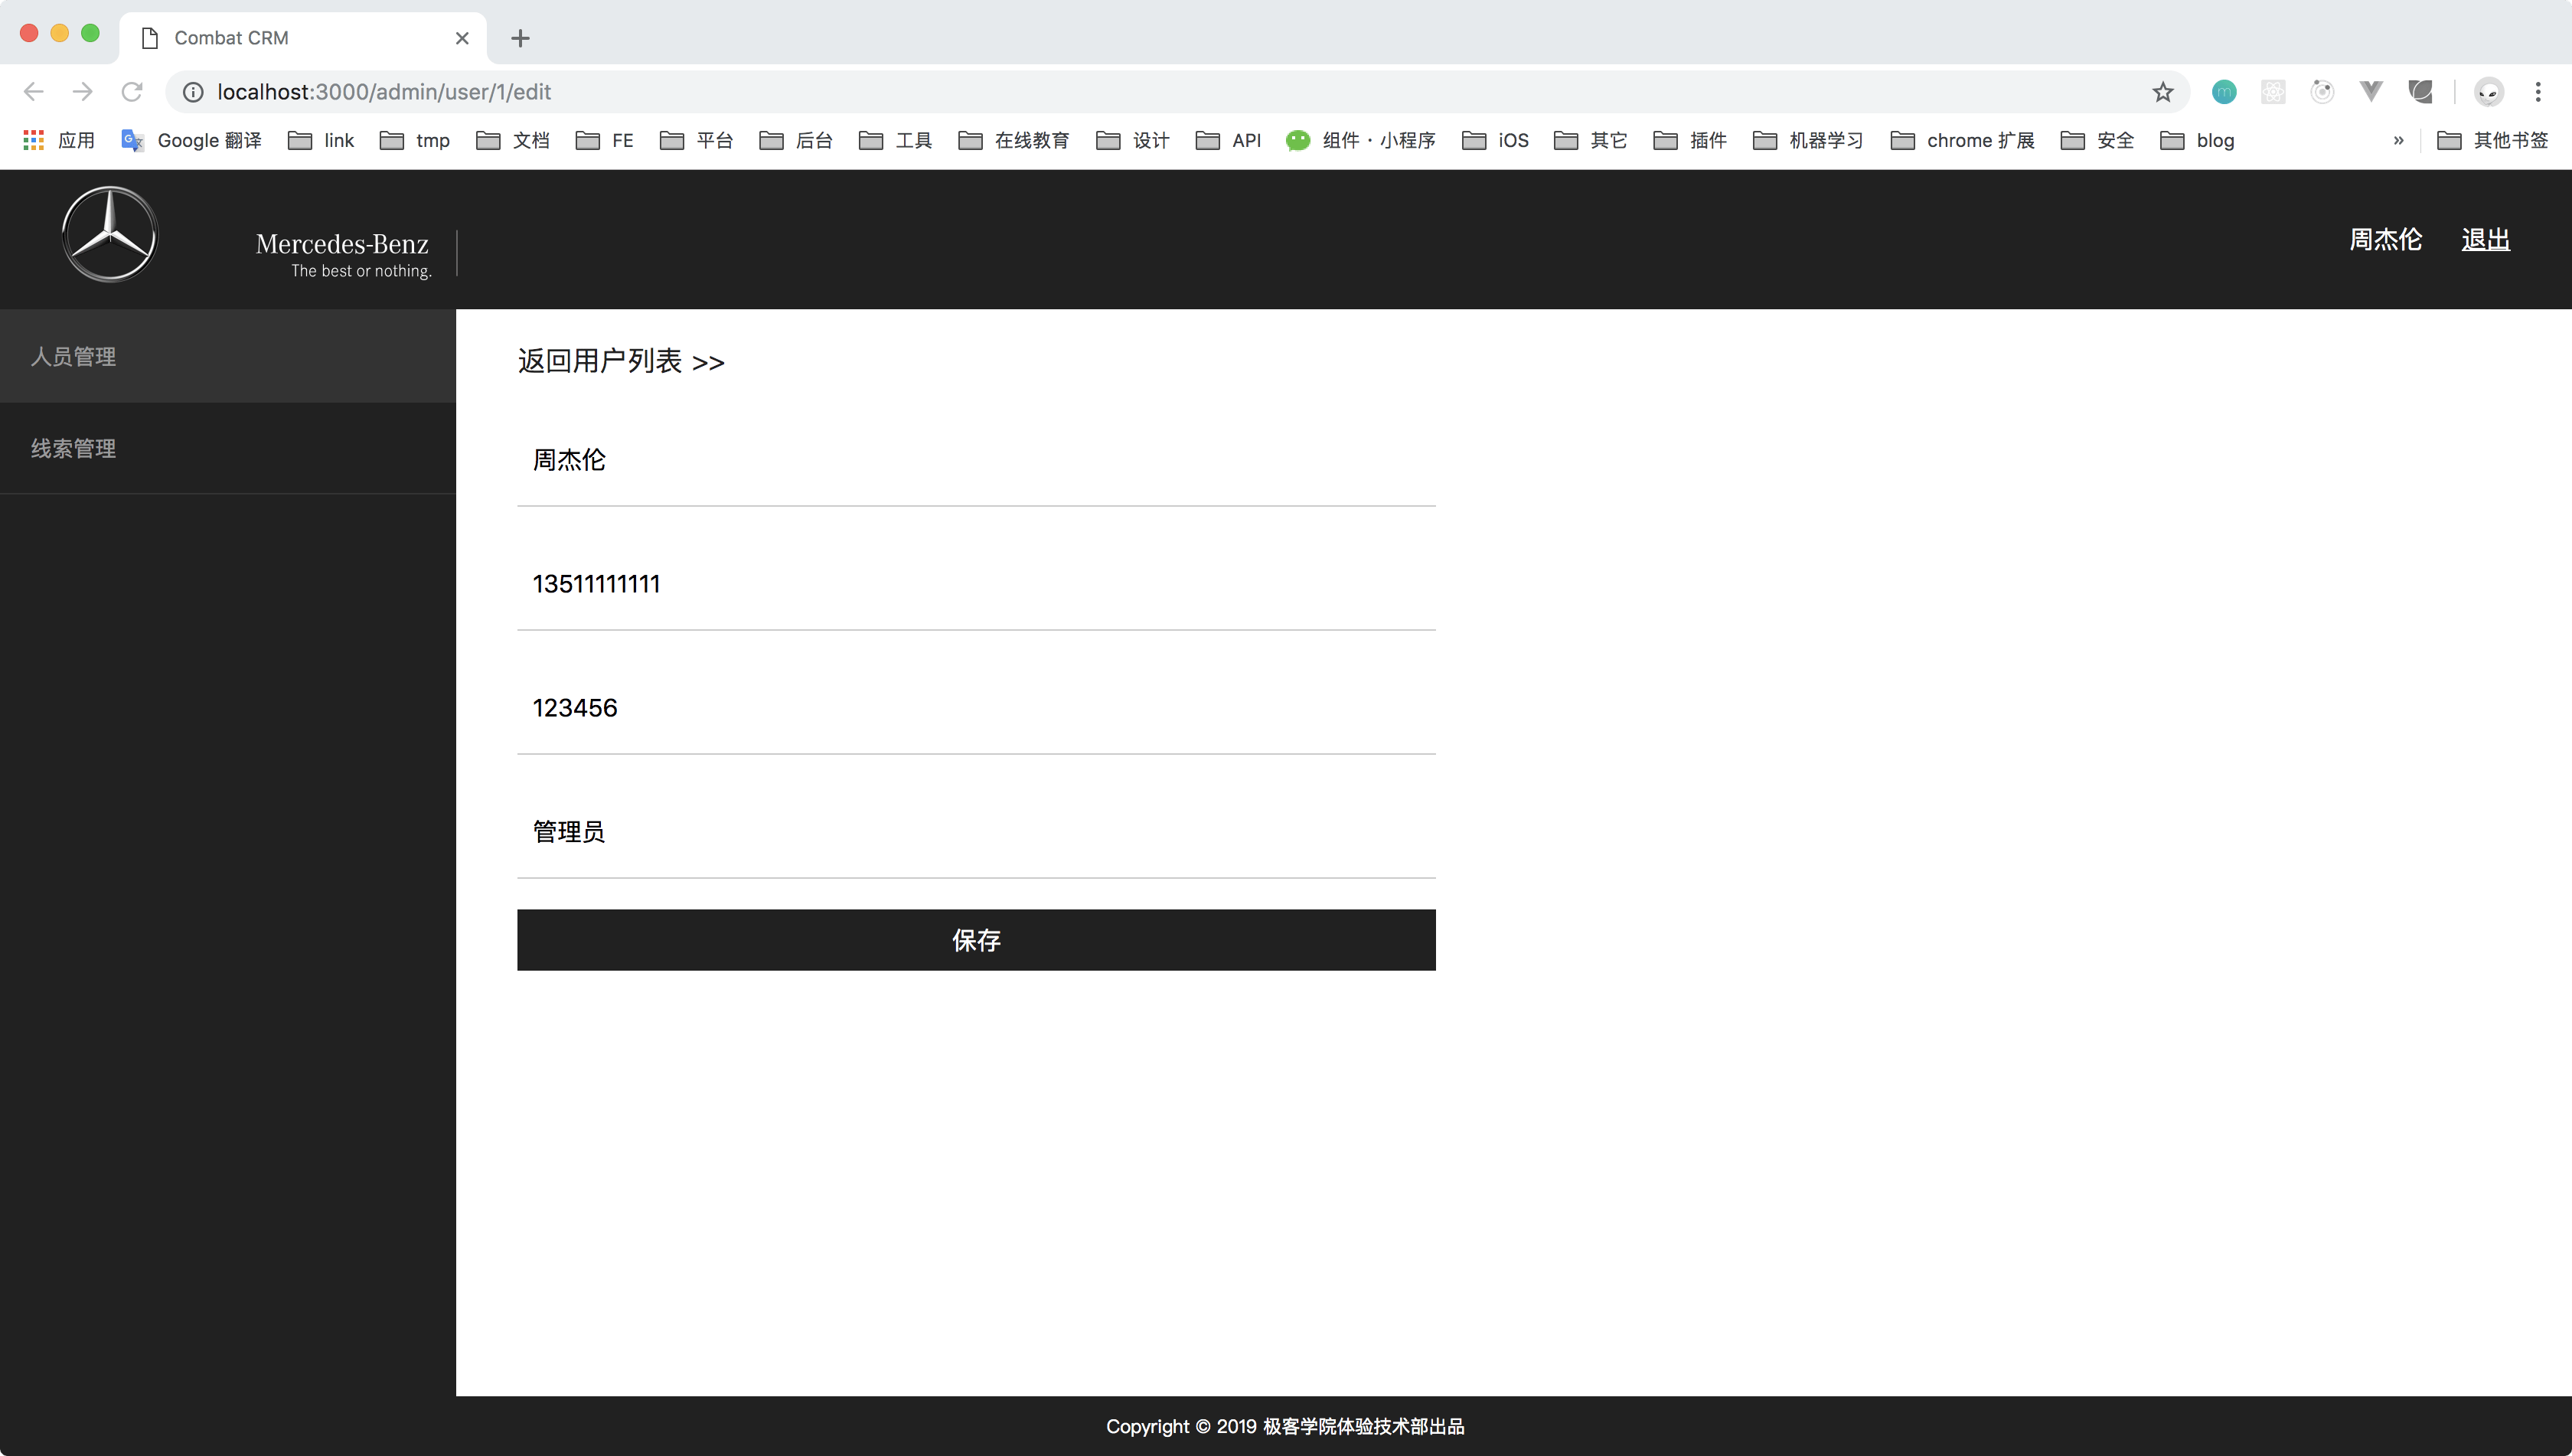 Combat CRM
localhost:3000/admin/user/1/edit
应用 Google 翻译 link tmp 文档 FE 平台 后台 工具 在线教育 设计 API 组件・小程序 iOS 其它 插件 机器学习 chrome 扩展 安全 blog » 其他书签
Mercedes-Benz
The best or nothing.
周杰伦 退出
人员管理
线索管理
返回用户列表 >>
周杰伦
13511111111
123456
管理员
保存
Copyright © 2019 极客学院体验技术部出品